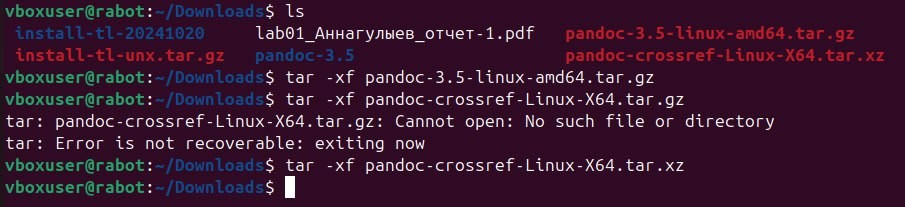 vboxuser@rabot:~/Downloads$ ls
install-tl-20241020 lab01_Аннагулыев_отчет-1.pdf pandoc-3.5-linux-amd64.tar.gz
install-tl-unx.tar.gz pandoc-3.5 pandoc-crossref-Linux-X64.tar.xz
vboxuser@rabot:~/Downloads$ tar -xf pandoc-3.5-linux-amd64.tar.gz
vboxuser@rabot:~/Downloads$ tar -xf pandoc-crossref-Linux-X64.tar.gz
tar: pandoc-crossref-Linux-X64.tar.gz: Cannot open: No such file or directory
tar: Error is not recoverable: exiting now
vboxuser@rabot:~/Downloads$ tar -xf pandoc-crossref-Linux-X64.tar.xz
vboxuser@rabot:~/Downloads$